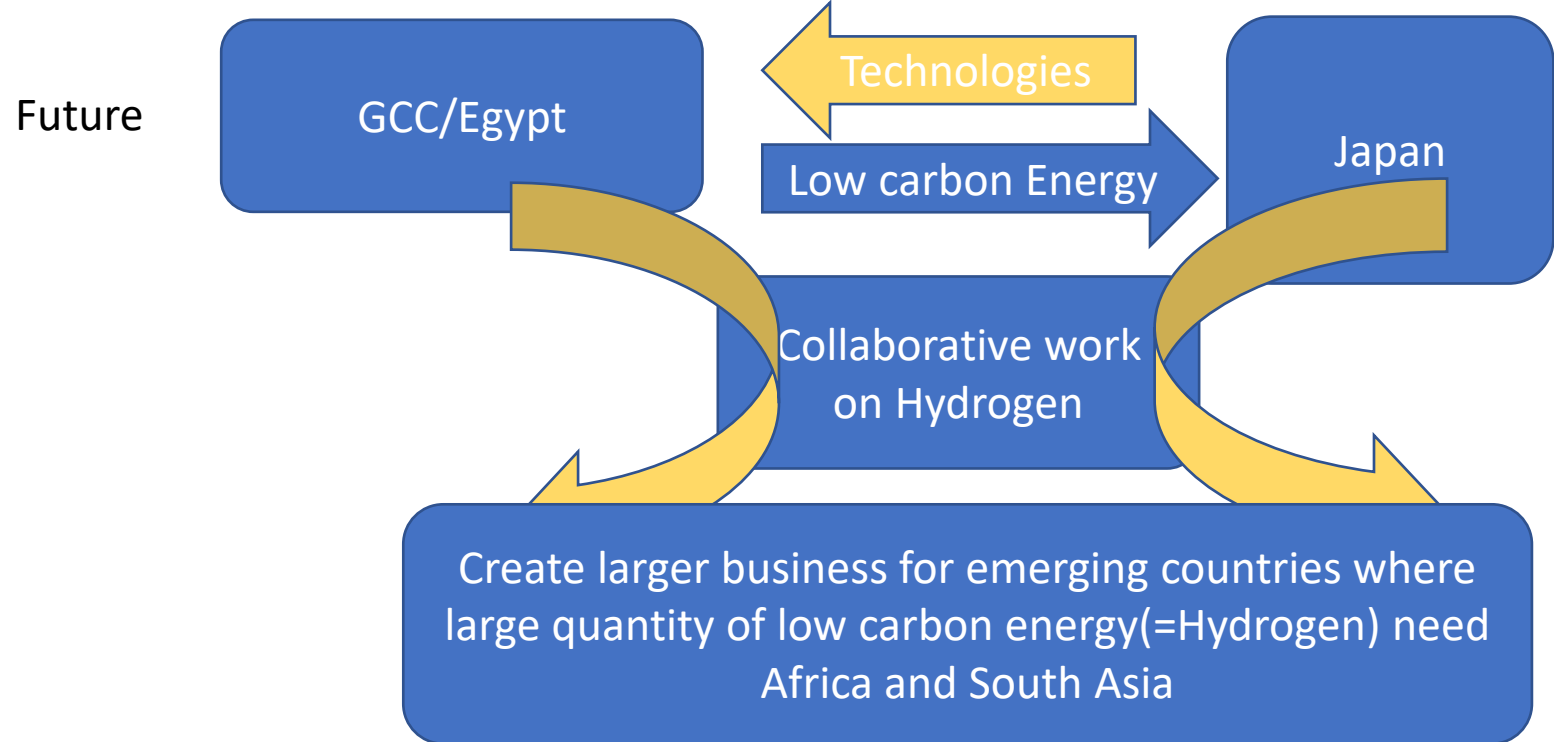 Technologies
Future
GCC/Egypt
Japan
Low carbon Energy
Collaborative work
on Hydrogen
Create larger business for emerging countries where
large quantity of low carbon energy(=Hydrogen) need
Africa and South Asia